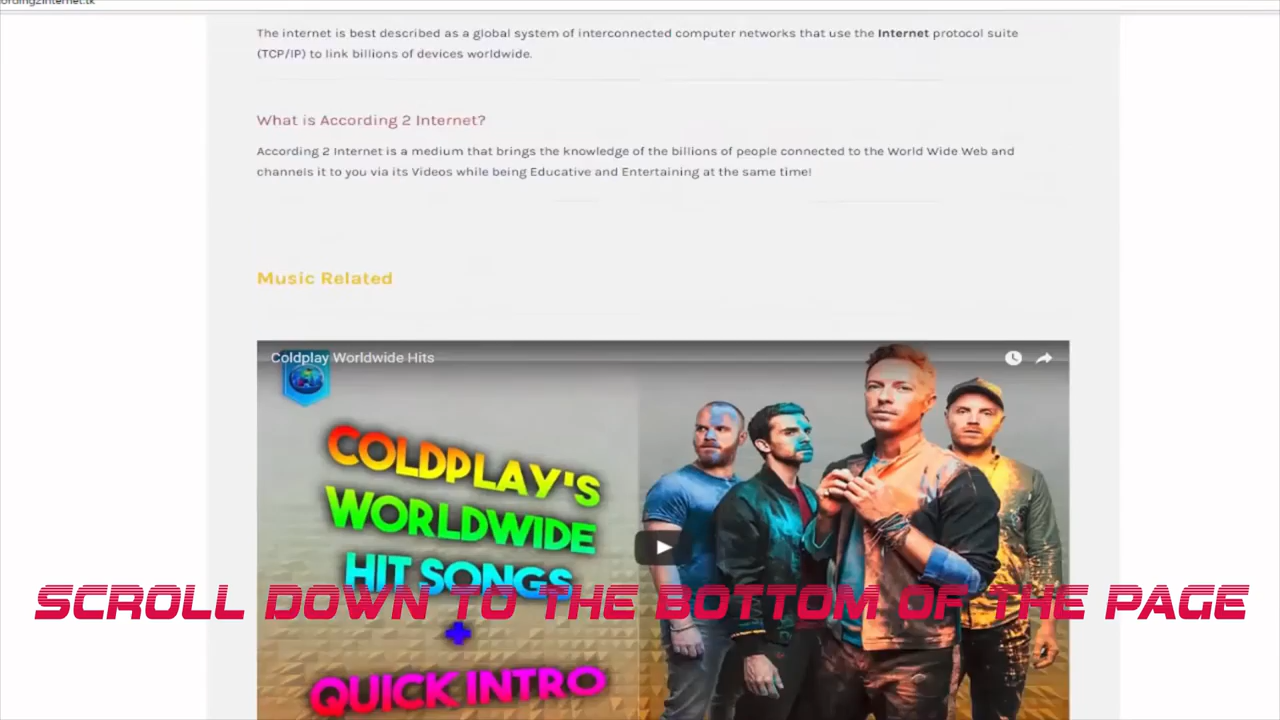 The internet is best described as a global system of interconnected computer networks that use the Internet protocol suite
(TCP/IP) to link billions of devices worldwide.
What is According 2 Internet?
According 2 Internet is a medium that brings the knowledge of the billions of people connected to the World Wide Web and
channels it to you via its Videos while being Educative and Entertaining at the same time!
Music Related
Coldplay Worldwide Hits
COLDPLAY'S
WORLDWIDE
HIT SONGS
SCROLL DOWN TO THE BOTTOM OF THE PAGE
+
QUICK INTRO